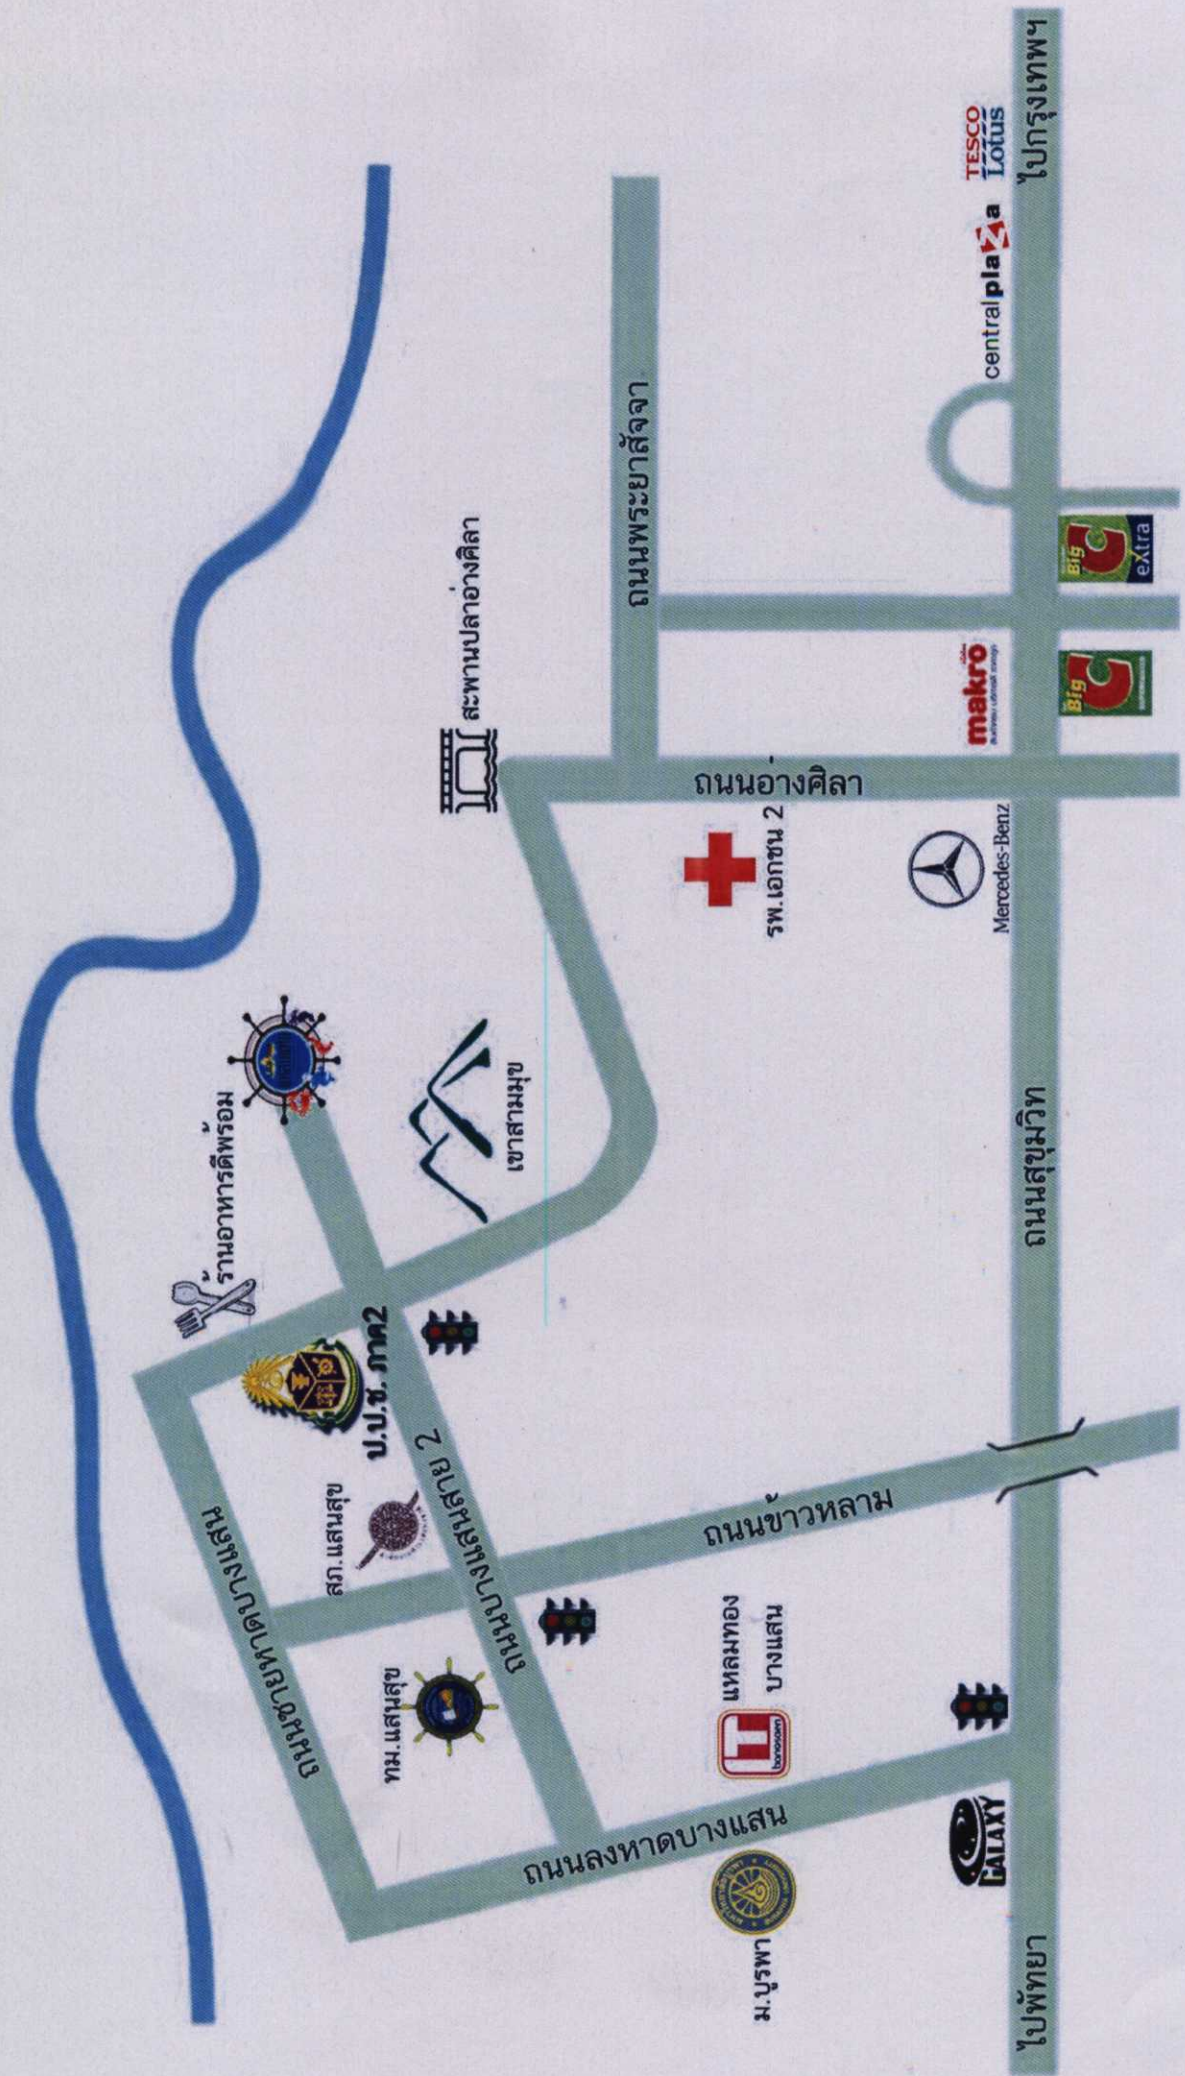 ร้านอาหารดีพร้อม
สะพานปลาอ่างศิลา
เขาสามมุข
ป.ป.ช. ภาค2
สภ.แสนสุข
ทม.แสนสุข
ถนนชายหาดบางแสน
ถนนบางแสนสาย 2
ถนนลงหาดบางแสน
ถนนข้าวหลาม
ถนนพระยาสัจจา
ถนนอ่างศิลา
รพ.เอกชน 2
แหลมทอง
บางแสน
bangsaen
ม.บูรพา
GALAXY
Mercedes-Benz
makro
centralplaza
TESCO
Lotus
ไปพัทยา
ถนนสุขุมวิท
ไปกรุงเทพฯ
Big C
Big C
extra